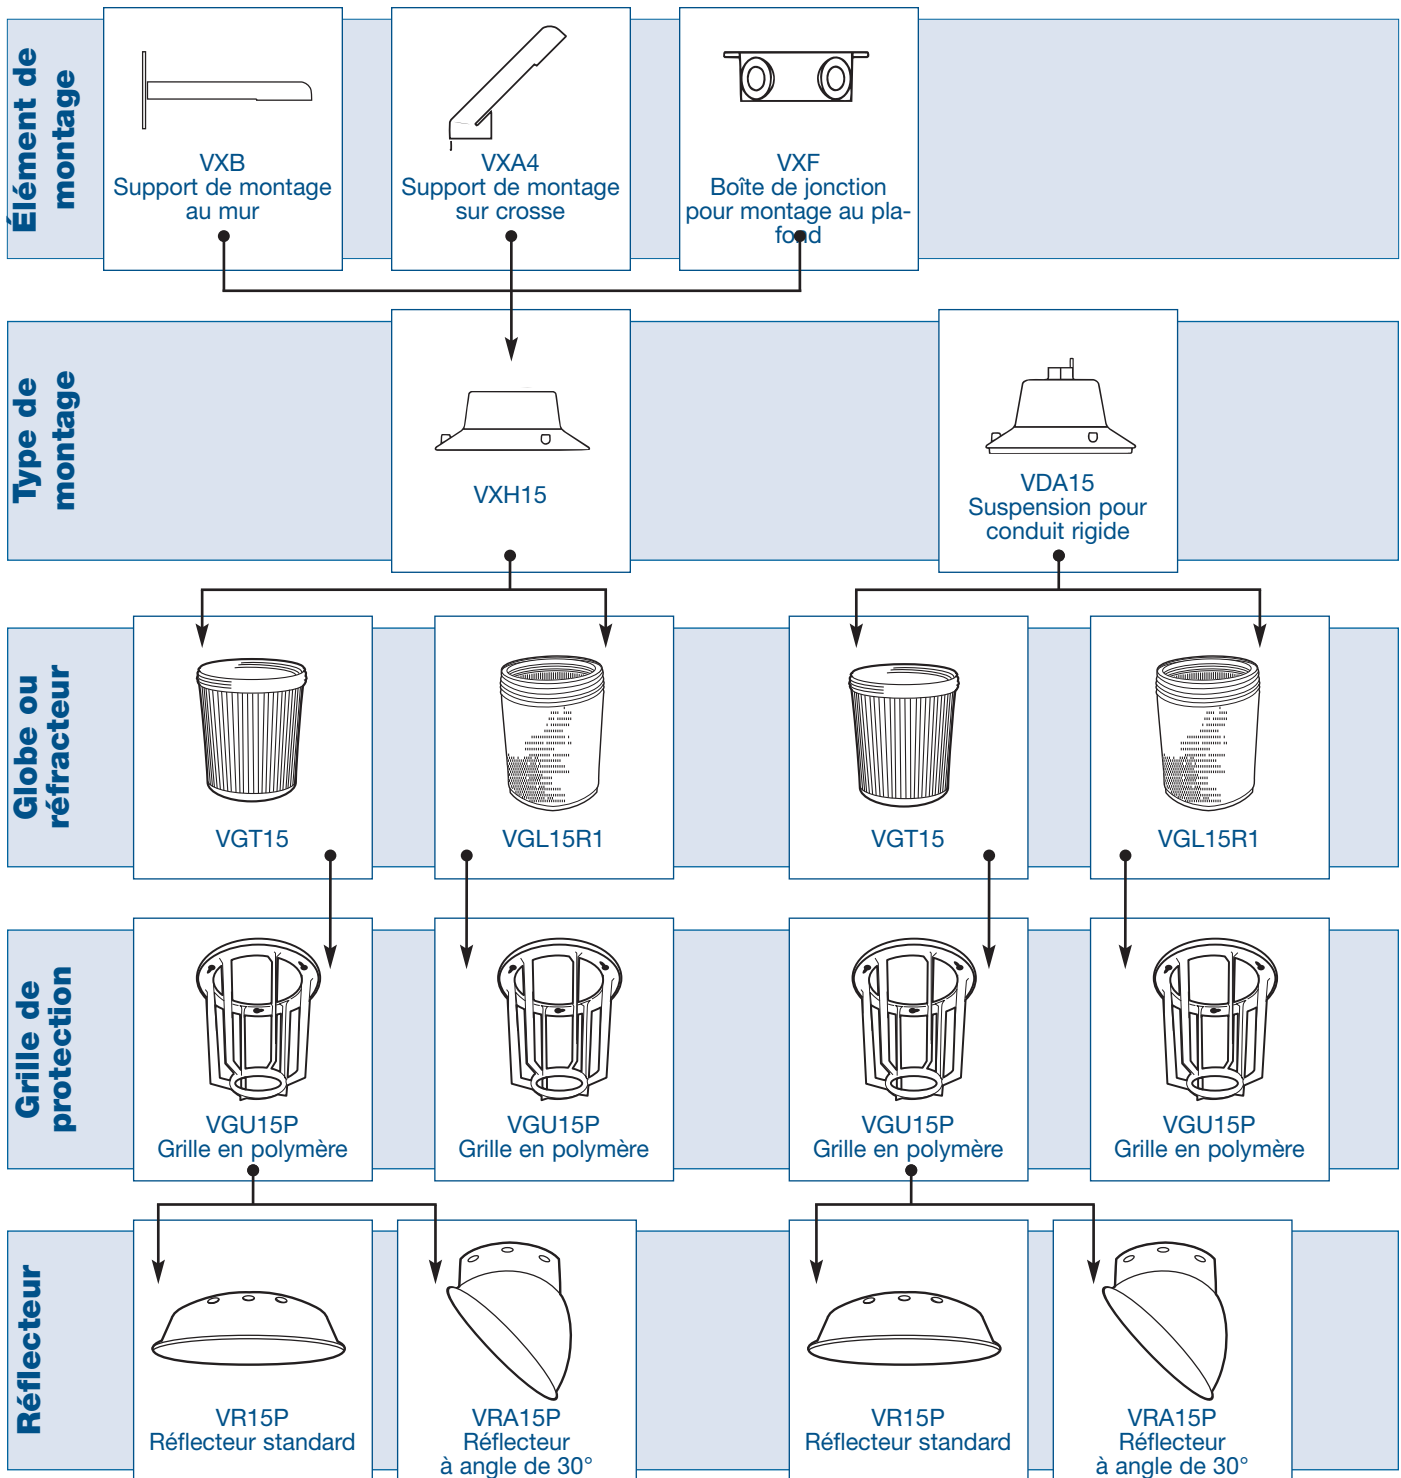 Élément de
montage
VXB
Support de montage
au mur
VXA4
Support de montage
sur crosse
VXF
Boîte de jonction
pour montage au pla-
fond
Type de
montage
VXH15
VDA15
Suspension pour
conduit rigide
Globe ou
réfracteur
VGT15
VGL15R1
VGT15
VGL15R1
Grille de
protection
VGU15P
Grille en polymère
VGU15P
Grille en polymère
VGU15P
Grille en polymère
VGU15P
Grille en polymère
Réflecteur
VR15P
Réflecteur standard
VRA15P
Réflecteur
à angle de 30°
VR15P
Réflecteur standard
VRA15P
Réflecteur
à angle de 30°